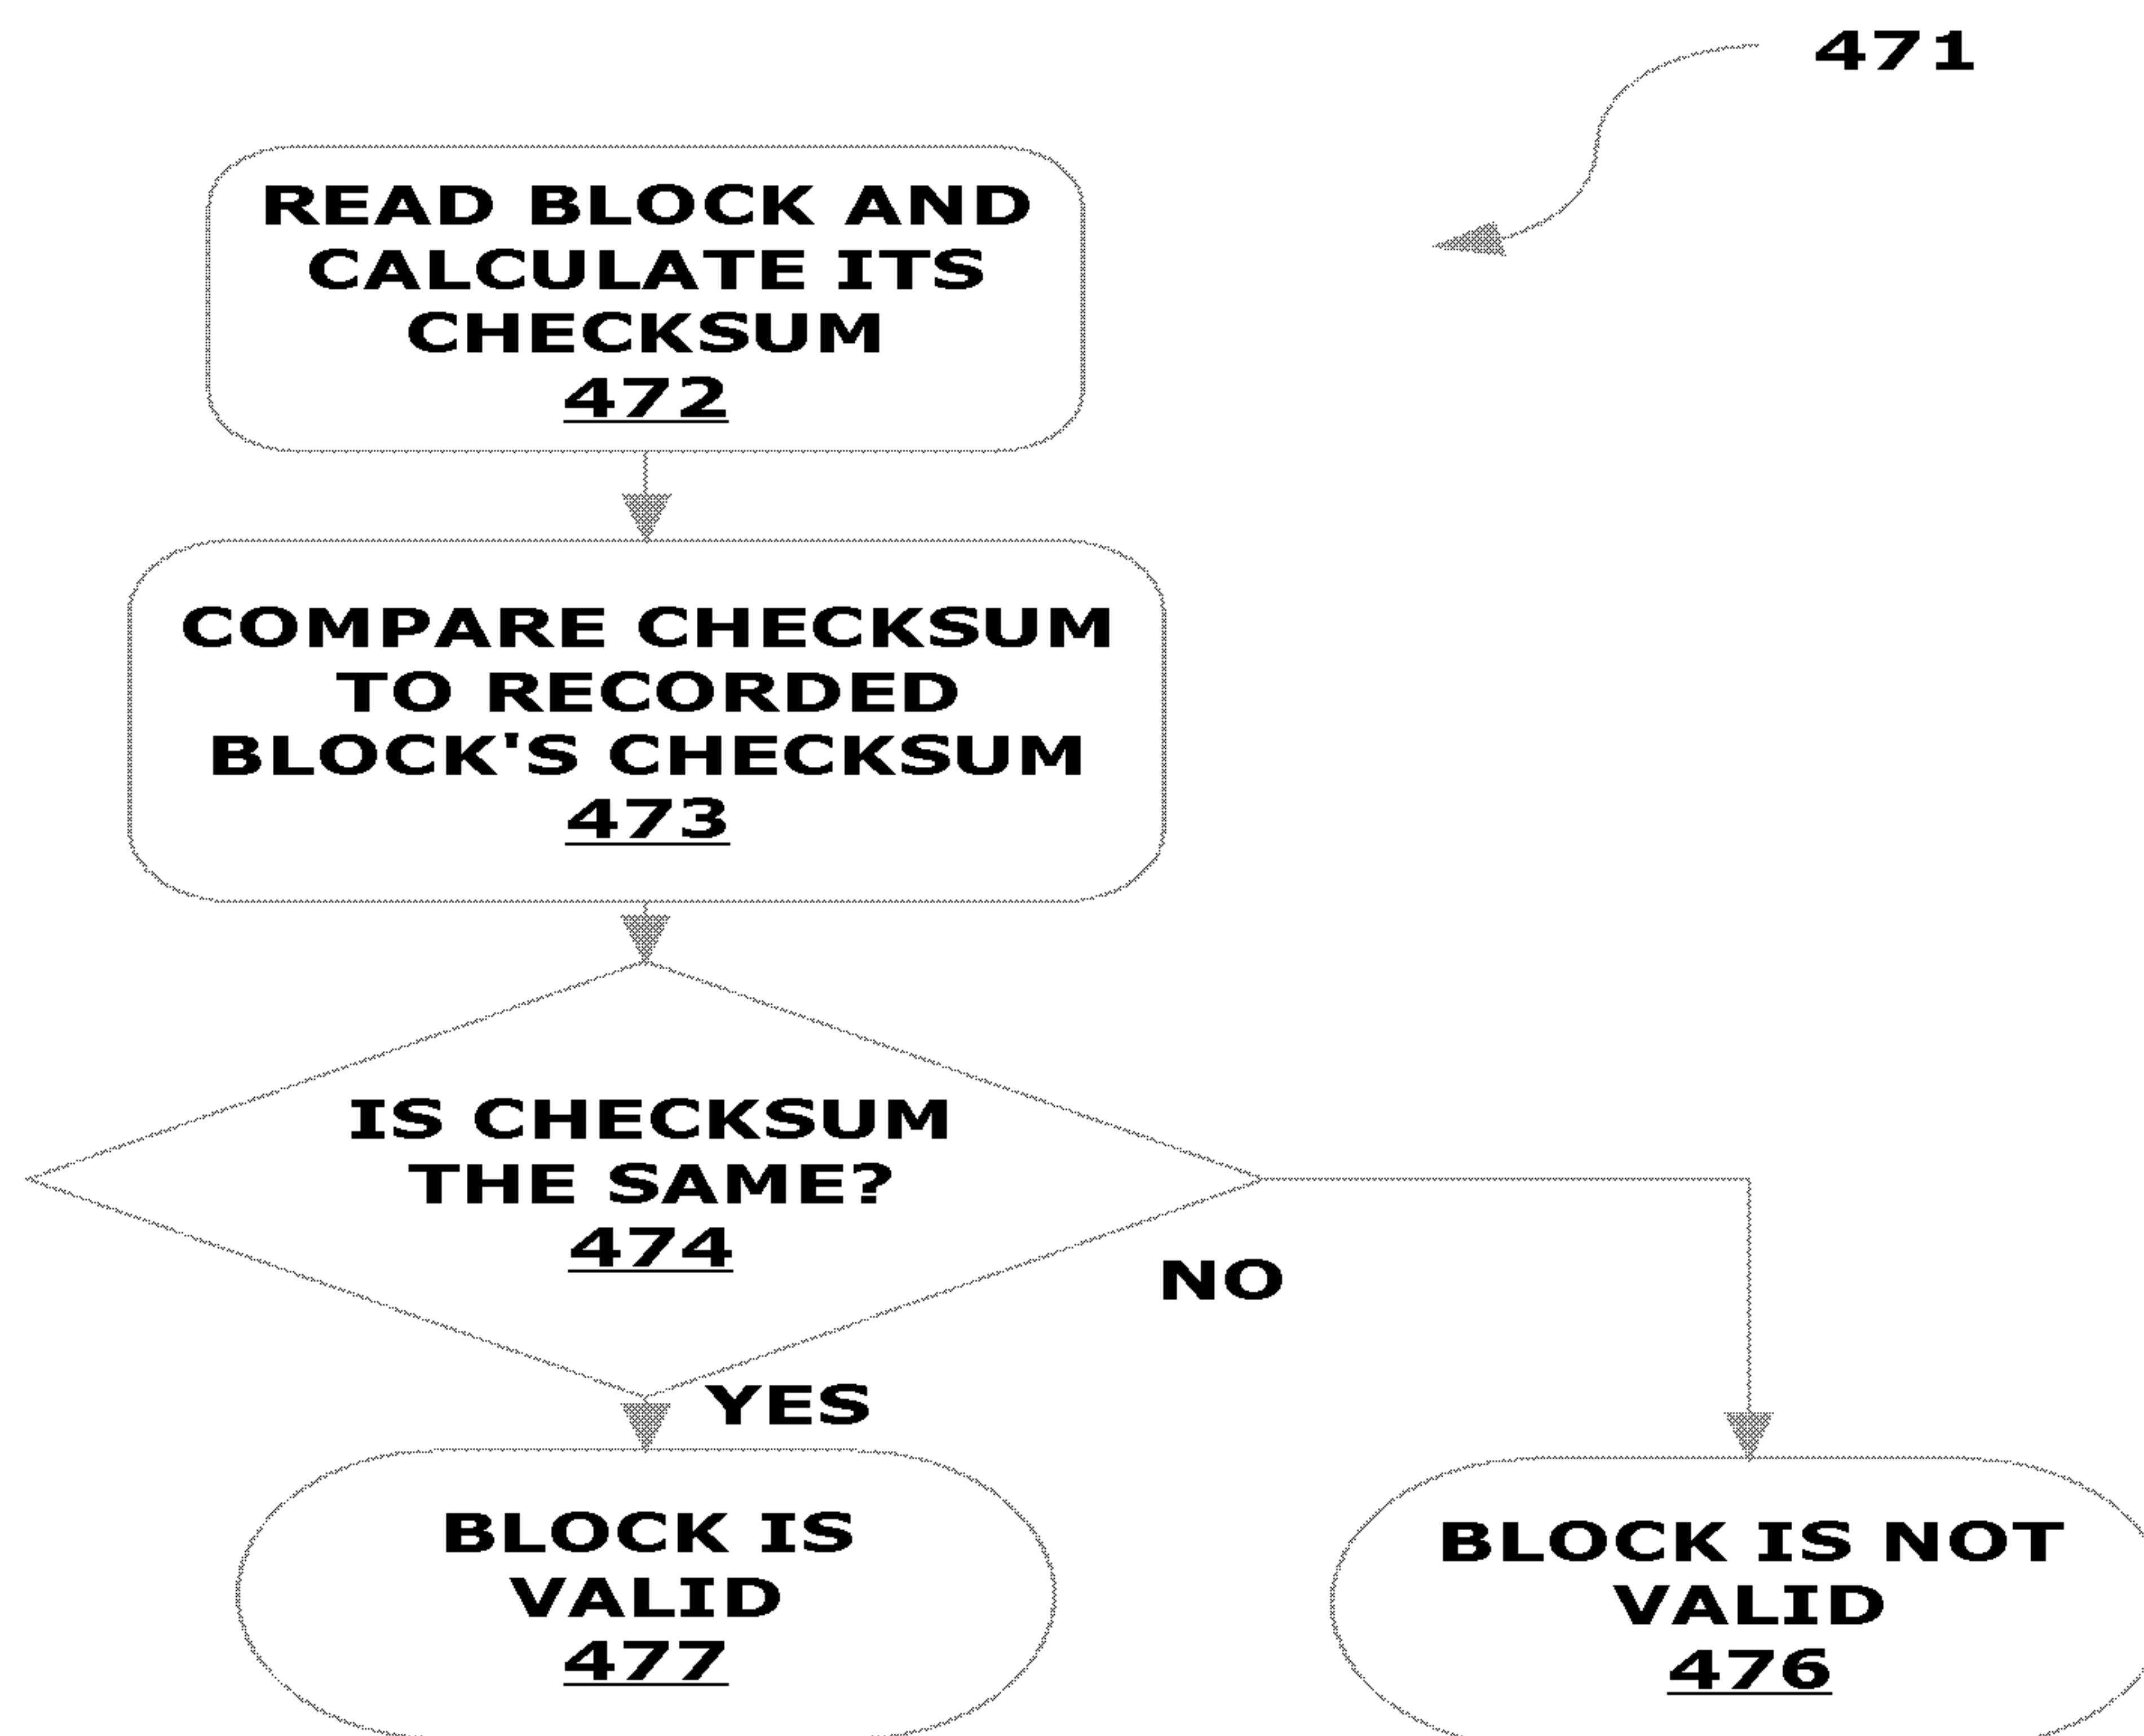 471
READ BLOCK AND
CALCULATE ITS
CHECKSUM
472
COMPARE CHECKSUM
TO RECORDED
BLOCK'S CHECKSUM
473
IS CHECKSUM
THE SAME?
474
NO
YES
BLOCK IS
VALID
477
BLOCK IS NOT
VALID
476